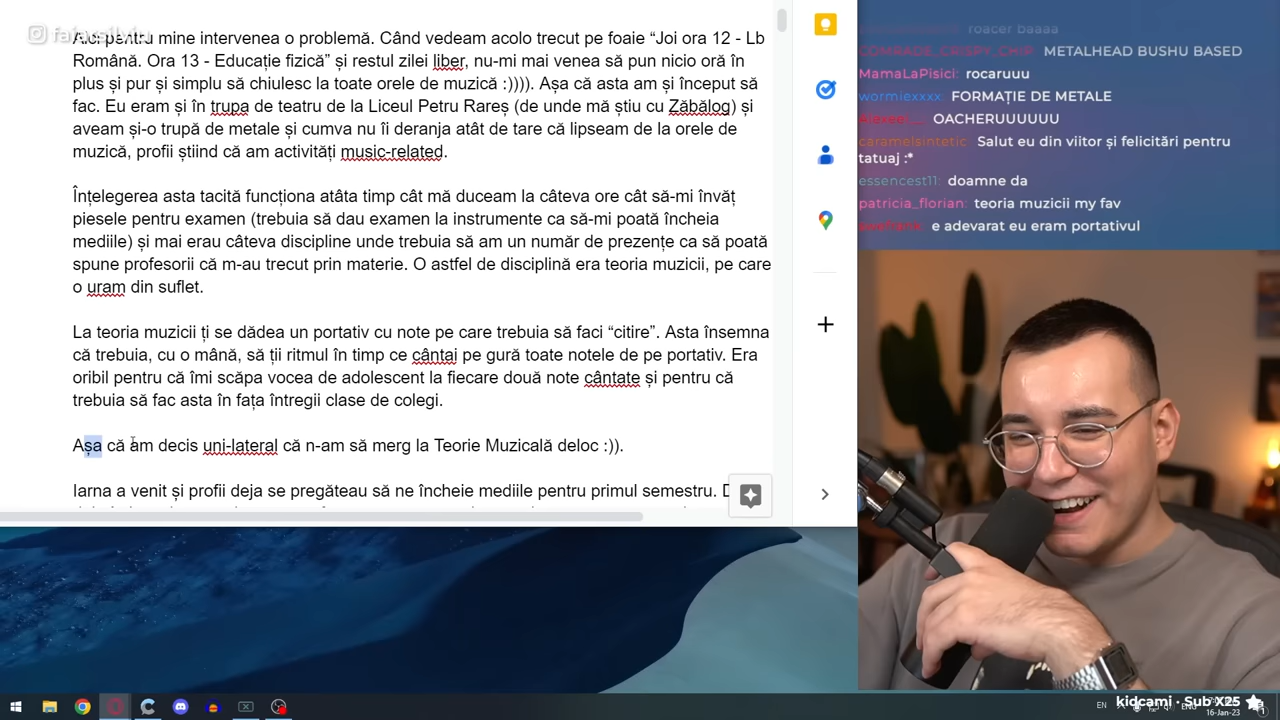 Aici pentru mine intervenea o problemă. Când vedeam acolo trecut pe foaie “Joi ora 12 - Lb
Română. Ora 13 - Educație fizică” și restul zilei liber, nu-mi mai venea să pun nicio oră în
plus și pur și simplu să chiulesc la toate orele de muzică :)))). Așa că asta am și început să
fac. Eu eram și în trupa de teatru de la Liceul Petru Rareș (de unde mă știu cu Zăbălog) și
aveam și-o trupă de metale și cumva nu îi deranja atât de tare că lipseam de la orele de
muzică, profii știind că am activități music-related.
Înțelegerea asta tacită funcționa atâta timp cât mă duceam la câteva ore cât să-mi învăț
piesele pentru examen (trebuia să dau examen la instrumente ca să-mi poată încheia
mediile) și mai erau câteva discipline unde trebuia să am un număr de prezențe ca să poată
spune profesorii că m-au trecut prin materie. O astfel de disciplină era teoria muzicii, pe care
o uram din suflet.
La teoria muzicii ți se dădea un portativ cu note pe care trebuia să faci “citire”. Asta însemna
că trebuia, cu o mână, să ții ritmul în timp ce cântai pe gură toate notele de pe portativ. Era
oribil pentru că îmi scăpa vocea de adolescent la fiecare două note cântate și pentru că
trebuia să fac asta în fața întregii clase de colegi.
Așa că am decis uni-lateral că n-am să merg la Teorie Muzicală deloc :)).
Iarna a venit și profii deja se pregăteau să ne încheie mediile pentru primul semestru.
roacer baaaa
COMRADE_CRISPY_CHIP: METALHEAD BUSHU BASED
MamaLaPisici: rocaruuu
wormiexxxx: FORMAȚIE DE METALE
OACHERUUUUUU
caramelsintetic: Salut eu din viitor și felicitări pentru
tatuaj :*
essencest11: doamne da
patricia_florian: teoria muzicii my fav
e adevarat eu eram portativul
EN
16-Jan-23
kidcami · Sub X25